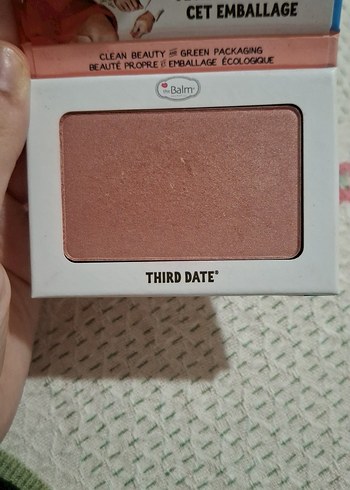 CET EMBALLAGE
CLEAN BEAUTY AND GREEN PACKAGING
BEAUTÉ PROPRE ET EMBALLAGE ÉCOLOGIQUE
theBalm®
THIRD DATE®